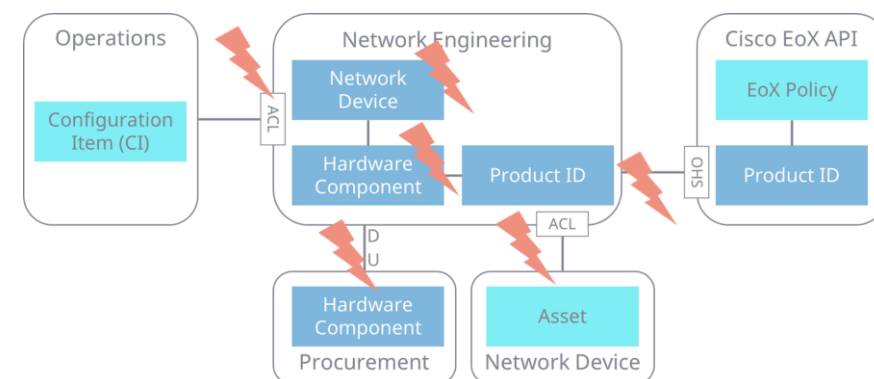 Operations
Configuration
Item (CI)
ACL
Network Engineering
Network
Device
Hardware
Component
Product ID
Cisco EoX API
EoX Policy
OHS
Product ID
D
U
ACL
Hardware
Component
Procurement
Asset
Network Device